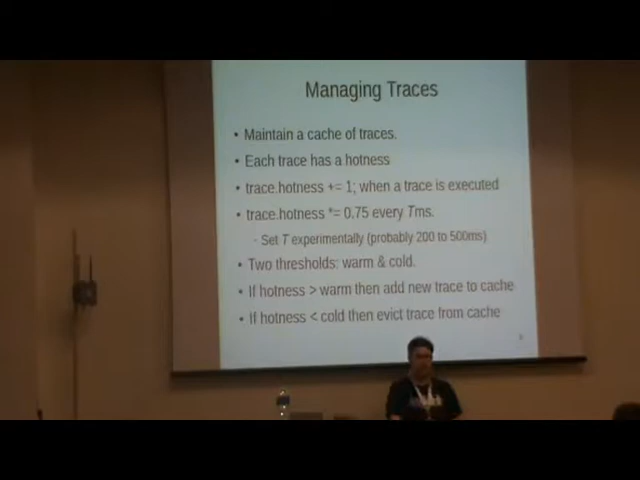 Managing Traces
• Maintain a cache of traces.
• Each trace has a hotness
• trace.hotness += 1; when a trace is executed
• trace.hotness *= 0.75 every Tms.
- Set T experimentally (probably 200 to 500ms)
• Two thresholds: warm & cold.
• If hotness > warm then add new trace to cache
• If hotness < cold then evict trace from cache